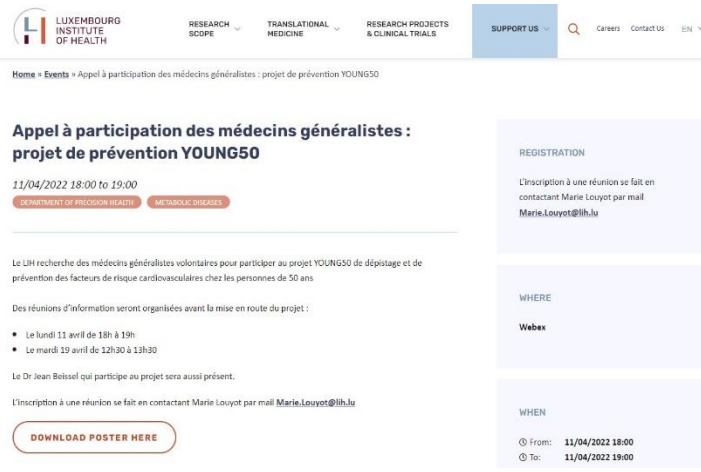 LUXEMBOURG
INSTITUTE
OF HEALTH
RESEARCH
SCOPE
TRANSLATIONAL
MEDICINE
RESEARCH PROJECTS
& CLINICAL TRIALS
SUPPORT US
Careers
Contact Us
EN
Home » Events » Appel à participation des médecins généralistes : projet de prévention YOUNG50
Appel à participation des médecins généralistes :
projet de prévention YOUNG50
11/04/2022 18:00 to 19:00
DEPARTMENT OF PRECISION HEALTH
METABOLIC DISEASES
Le LIH recherche des médecins généralistes volontaires pour participer au projet YOUNG50 de dépistage et de
prévention des facteurs de risque cardiovasculaires chez les personnes de 50 ans
Des réunions d'information seront organisées avant la mise en route du projet :
• Le lundi 11 avril de 18h à 19h
• Le mardi 19 avril de 12h30 à 13h30
Le Dr Jean Beissel qui participe au projet sera aussi présent.
L'inscription à une réunion se fait en contactant Marie Louyot par mail Marie.Louyot@lih.lu
DOWNLOAD POSTER HERE
REGISTRATION
L'inscription à une réunion se fait en
contactant Marie Louyot par mail
Marie.Louyot@lih.lu
WHERE
Webex
WHEN
From: 11/04/2022 18:00
To: 11/04/2022 19:00